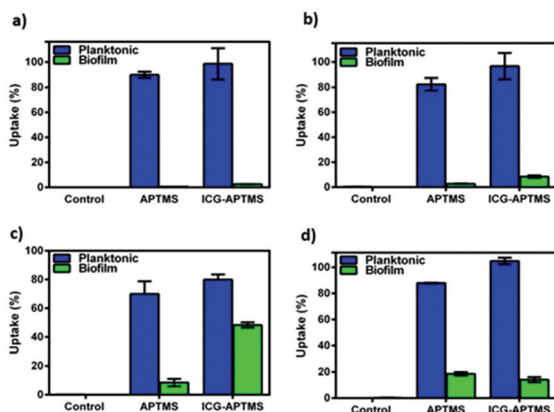 a)
Planktonic
Biofilm
Uptake (%)
100
80
60
40
20
0
Control APTMS ICG-APTMS
b)
Planktonic
Biofilm
Uptake (%)
100
80
60
40
20
0
Control APTMS ICG-APTMS
c)
Planktonic
Biofilm
Uptake (%)
100
80
60
40
20
0
Control APTMS ICG-APTMS
d)
Planktonic
Biofilm
Uptake (%)
100
80
60
40
20
0
Control APTMS ICG-APTMS